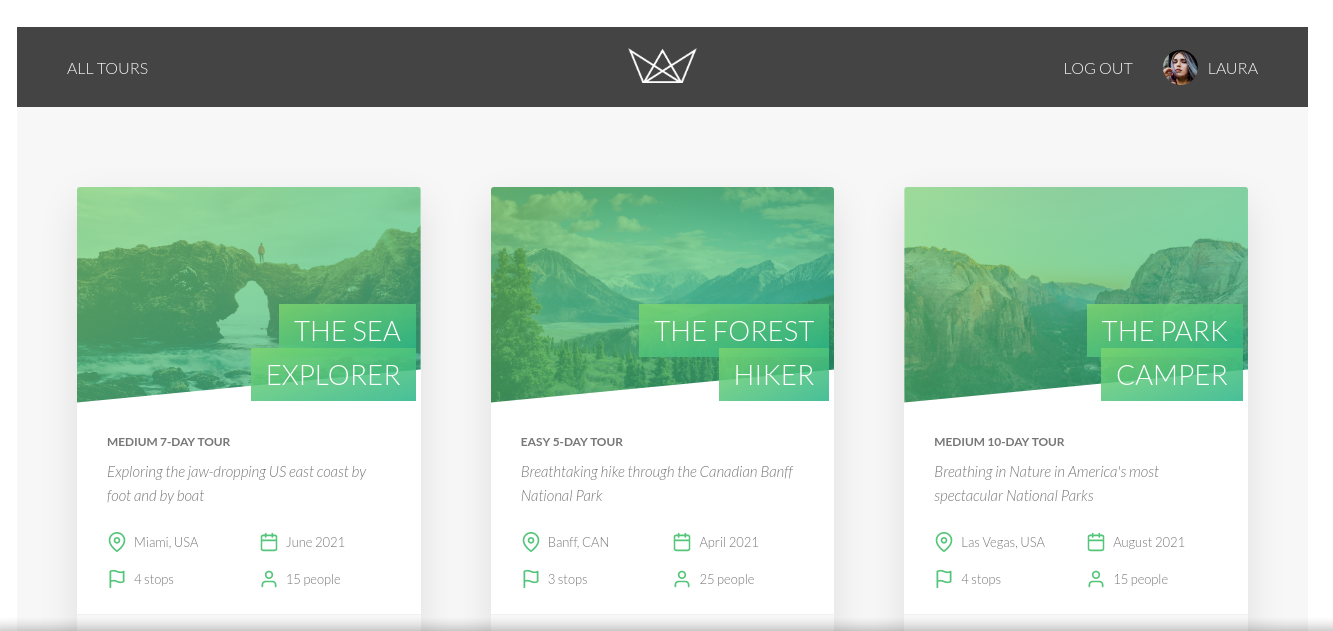 ALL TOURS
LOG OUT
LAURA
THE SEA
EXPLORER
MEDIUM 7-DAY TOUR
Exploring the jaw-dropping US east coast by
foot and by boat
Miami, USA
June 2021
4 stops
15 people
THE FOREST
HIKER
EASY 5-DAY TOUR
Breathtaking hike through the Canadian Banff
National Park
Banff, CAN
April 2021
3 stops
25 people
THE PARK
CAMPER
MEDIUM 10-DAY TOUR
Breathing in Nature in America's most
spectacular National Parks
Las Vegas, USA
August 2021
4 stops
15 people